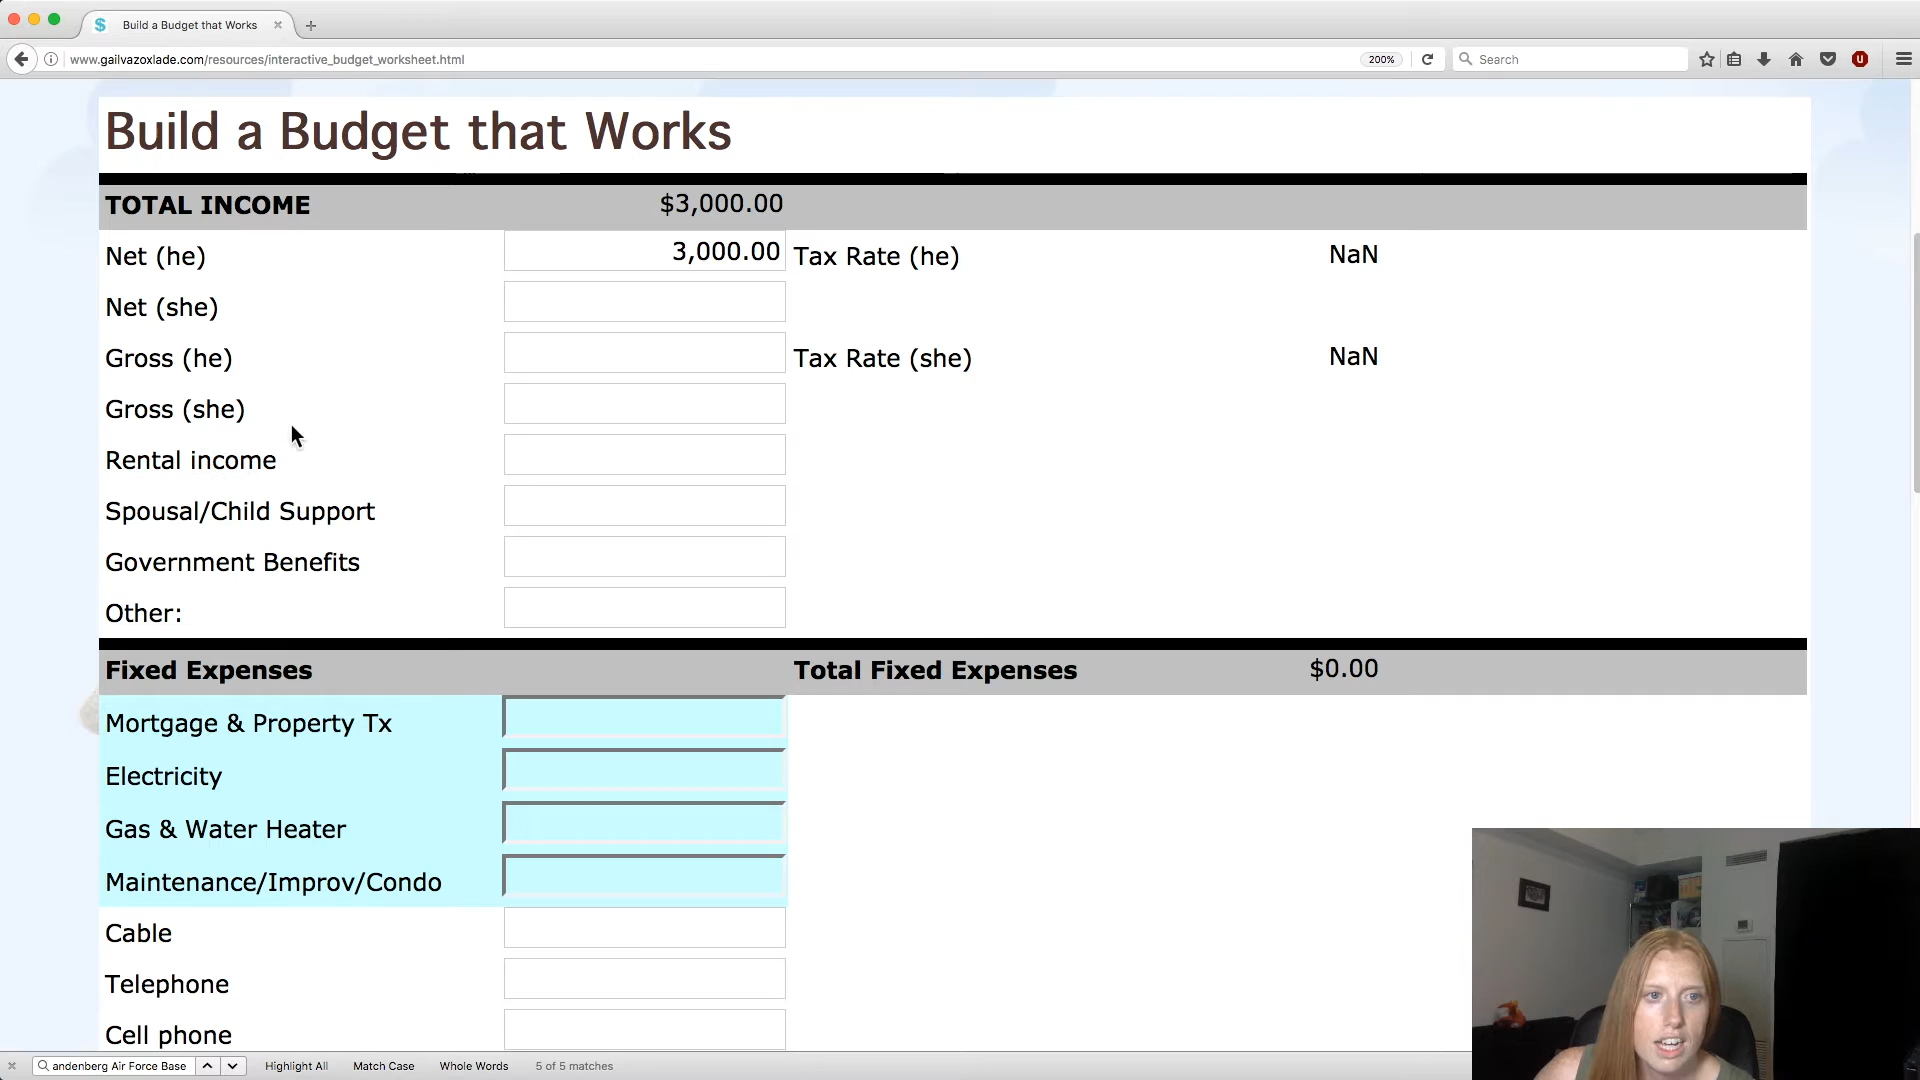 Build a Budget that Works
www.gailvazoxlade.com/resources/interactive_budget_worksheet.html
200%
Search
Build a Budget that Works
TOTAL INCOME $3,000.00
Net (he) 3,000.00 Tax Rate (he) NaN
Net (she)
Gross (he) Tax Rate (she) NaN
Gross (she)
Rental income
Spousal/Child Support
Government Benefits
Other:
Fixed Expenses Total Fixed Expenses $0.00
Mortgage & Property Tx
Electricity
Gas & Water Heater
Maintenance/Improv/Condo
Cable
Telephone
Cell phone
andenberg Air Force Base Highlight All Match Case Whole Words 5 of 5 matches